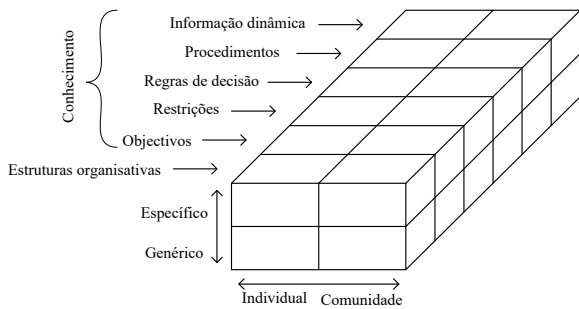 Conhecimento
Informação dinâmica
Procedimentos
Regras de decisão
Restrições
Objectivos
Estruturas organisativas
Específico
Genérico
Individual
Comunidade